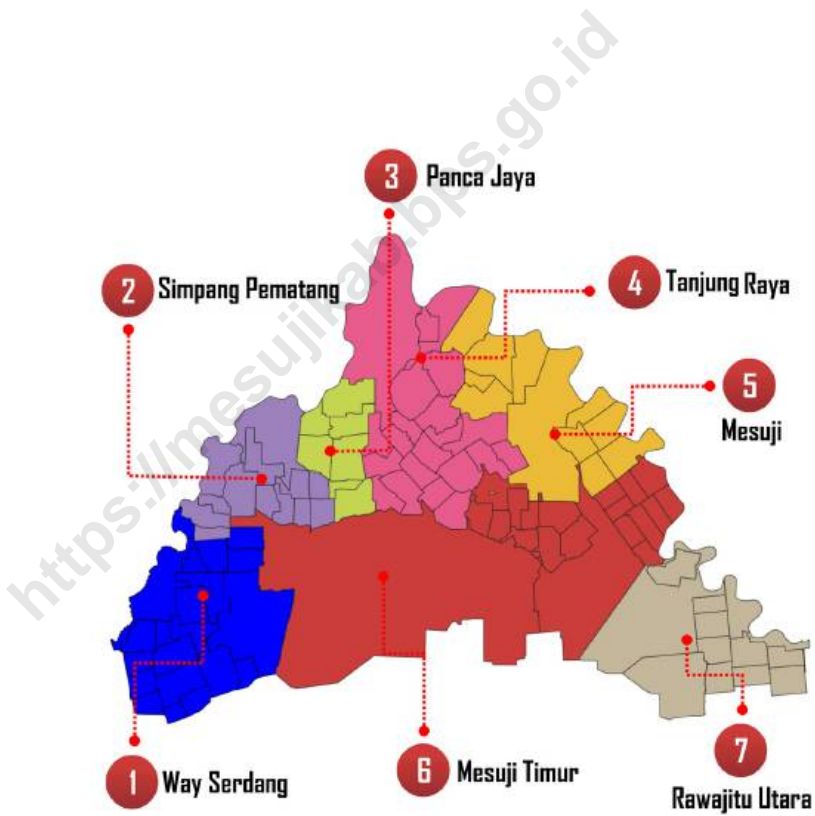 https://mesujikab.bps.go.id
3 Panca Jaya
2 Simpang Pematang
4 Tanjung Raya
5
Mesuji
1 Way Serdang
6 Mesuji Timur
7
Rawajitu Utara